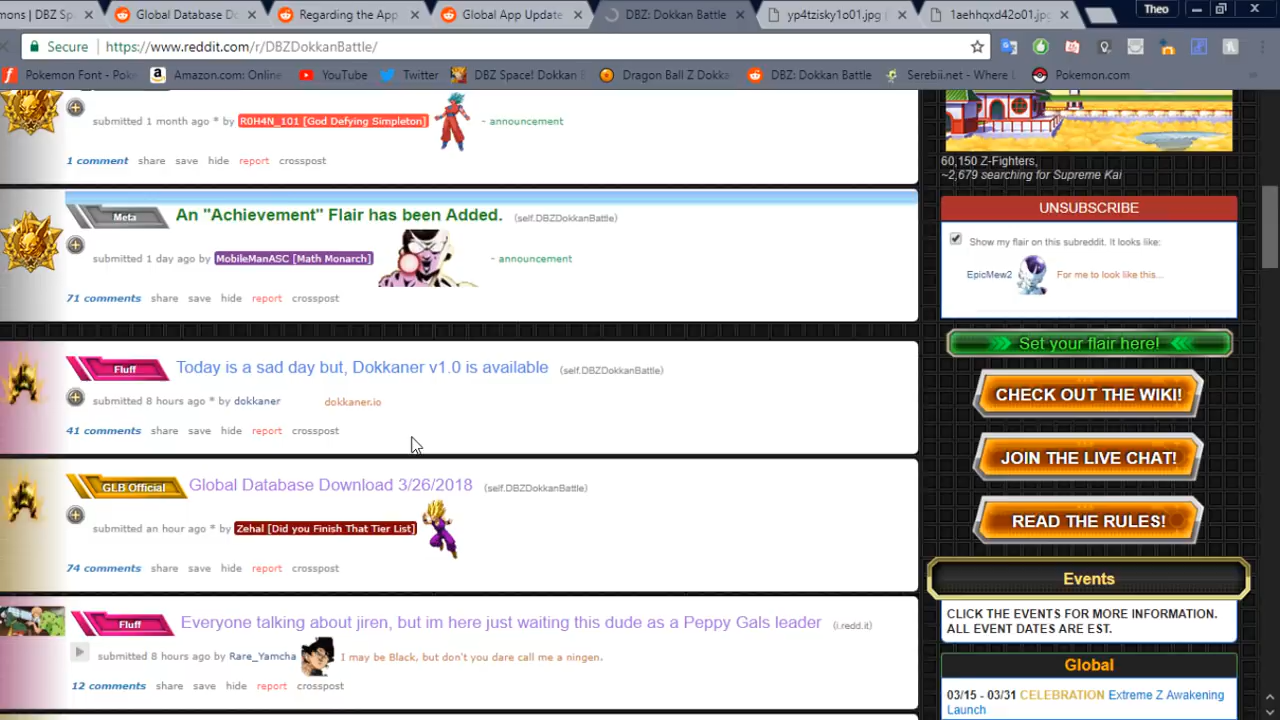 mons | DBZ Sp
Global Database Do
Regarding the App
Global App Update
DBZ: Dokkan Battle
yp4tzisky1o01.jpg
1aehhqxd42o01.jpg
Theo
Secure
https://www.reddit.com/r/DBZDokkanBattle/
Pokemon Font - Pok
Amazon.com: Online
YouTube
Twitter
DBZ Space! Dokkan
Dragon Ball Z Dokka
DBZ: Dokkan Battle
Serebii.net - Where L
Pokemon.com
submitted 1 month ago * by R0H4N_101 [God Defying Simpleton] - announcement
1 comment share save hide report crosspost
Meta An "Achievement" Flair has been Added. (self.DBZDokkanBattle)
submitted 1 day ago by MobileManASC [Math Monarch] - announcement
71 comments share save hide report crosspost
Fluff Today is a sad day but, Dokkaner v1.0 is available (self.DBZDokkanBattle)
submitted 8 hours ago by dokkaner dokkaner.io
41 comments share save hide report crosspost
GLB Official Global Database Download 3/26/2018 (self.DBZDokkanBattle)
submitted an hour ago * by Zehal [Did you Finish That Tier List]
74 comments share save hide report crosspost
Fluff Everyone talking about jiren, but im here just waiting this dude as a Peppy Gals leader (i.redd.it)
submitted 8 hours ago by Rare_Yamcha I may be Black, but don't you dare call me a ningen.
12 comments share save hide report crosspost
60,150 Z-Fighters,
~2,679 searching for Supreme Kai
UNSUBSCRIBE
Show my flair on this subreddit. It looks like:
EpicMew2 For me to look like this...
Set your flair here!
CHECK OUT THE WIKI!
JOIN THE LIVE CHAT!
READ THE RULES!
Events
CLICK THE EVENTS FOR MORE INFORMATION.
ALL EVENT DATES ARE EST.
Global
03/15 - 03/31 CELEBRATION Extreme Z Awakening
Launch